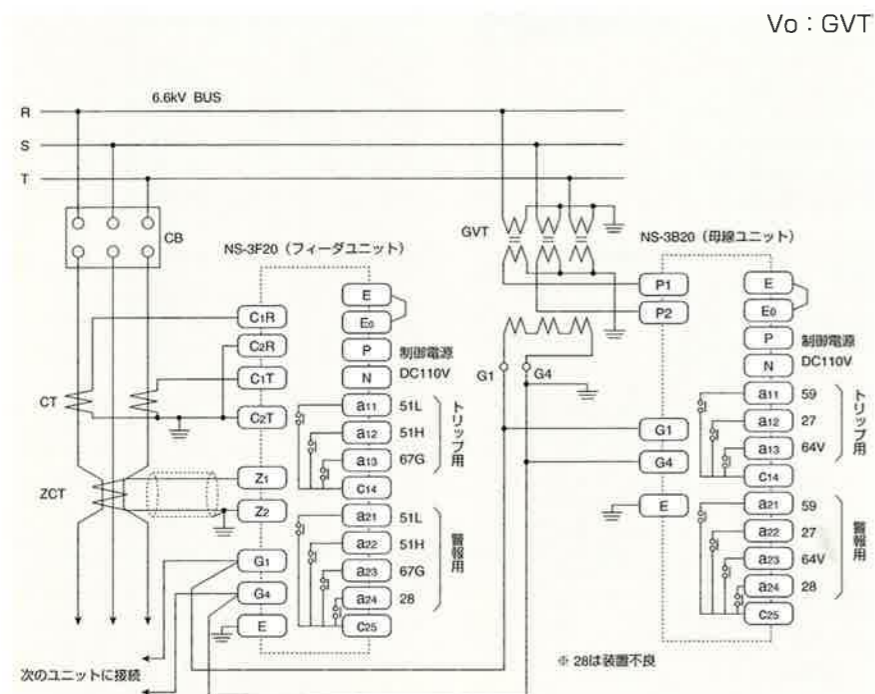 Vo：GVT
6.6kV BUS
R
S
T
CB
GVT
NS-3F20（フィーダユニット）
NS-3B20（母線ユニット）
C1R
C2R
C1T
C2T
Z1
Z2
G1
G4
E
E
E0
P
N
制御電源
DC110V
a11 51L
a12 51H
a13 67G
C14
トリップ用
a21 51L
a22 51H
a23 67G
a24 28
C25
警報用
CT
ZCT
G1
G4
P1
P2
G1
G4
E
E
E0
P
N
制御電源
DC110V
a11 59
a12 27
a13 64V
C14
トリップ用
a21 59
a22 27
a23 64V
a24 28
C25
警報用
次のユニットに接続
※ 28は装置不良